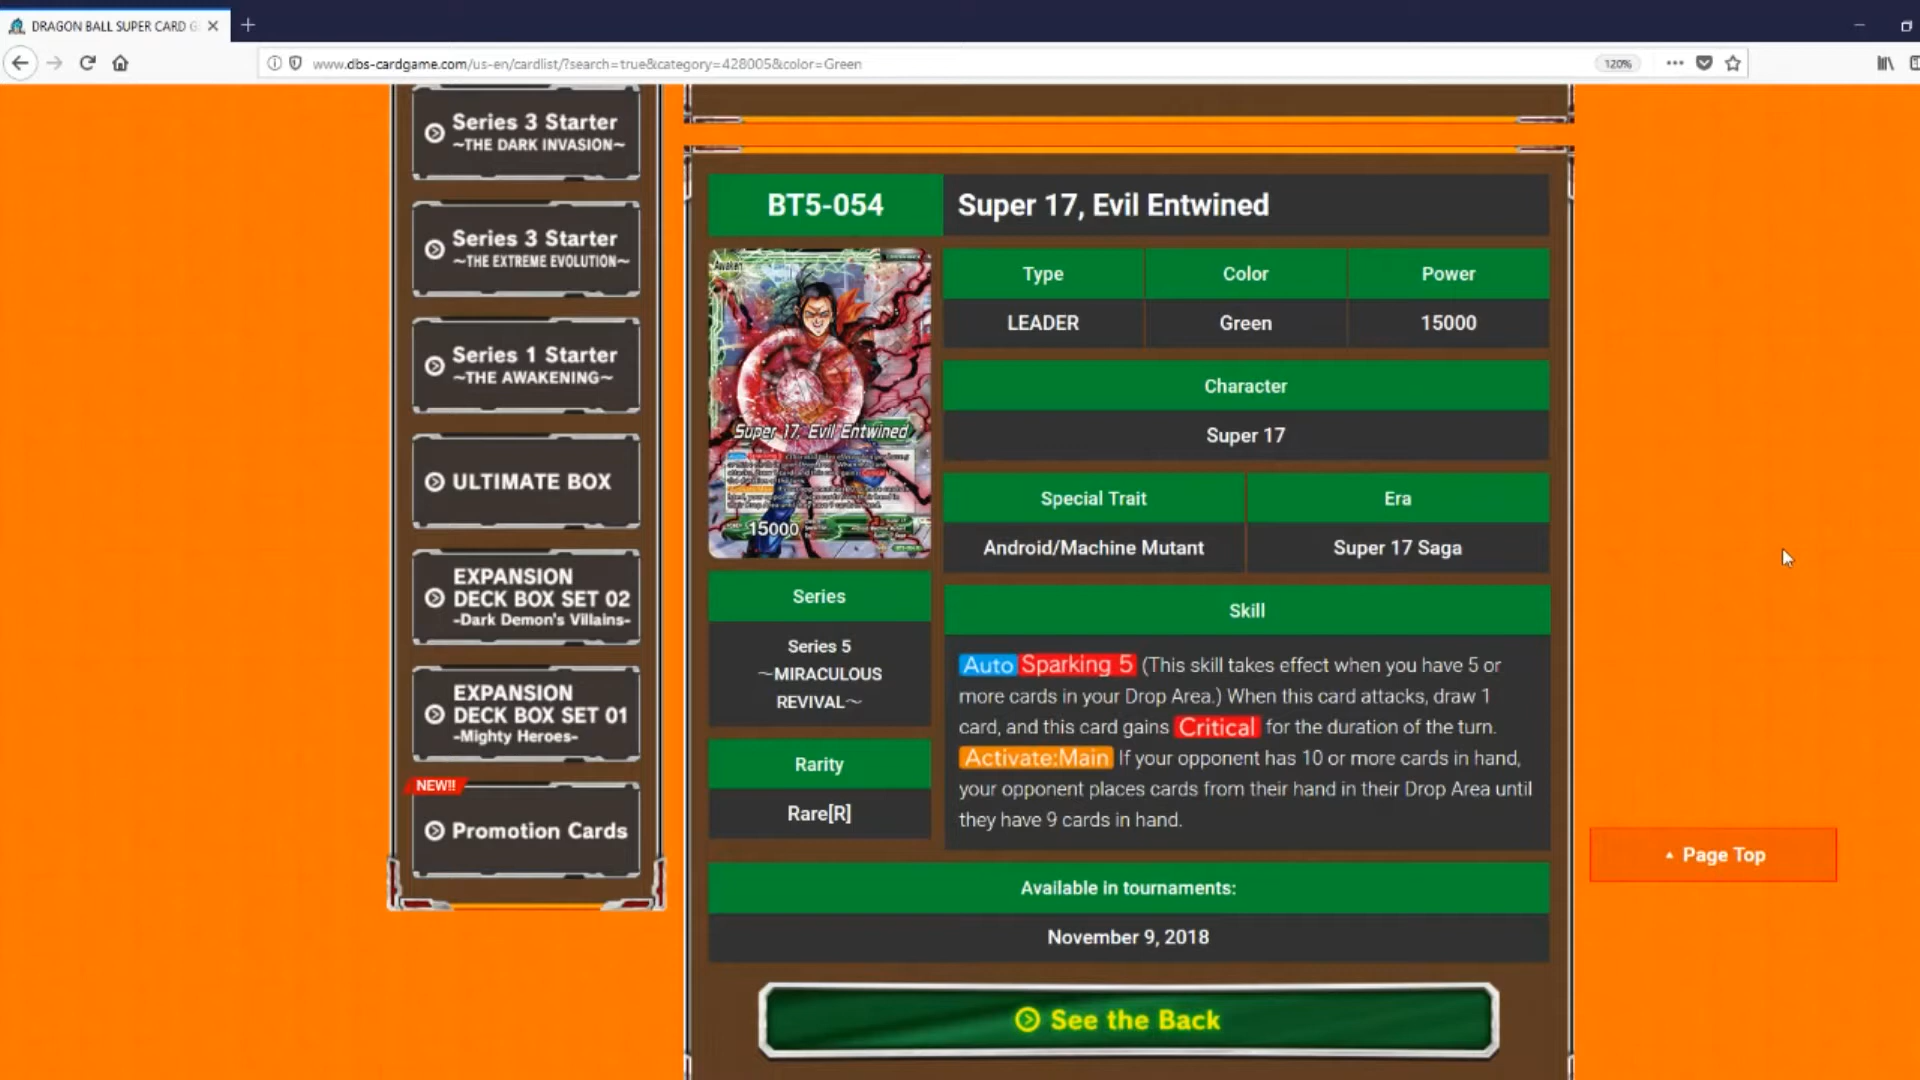 DRAGON BALL SUPER CARD G
www.dbs-cardgame.com/us-en/cardlist/?search=true&category=428005&color=Green
120%
Series 3 Starter
~THE DARK INVASION~
Series 3 Starter
~THE EXTREME EVOLUTION~
Series 1 Starter
~THE AWAKENING~
ULTIMATE BOX
EXPANSION
DECK BOX SET 02
-Dark Demon's Villains-
EXPANSION
DECK BOX SET 01
-Mighty Heroes-
NEW!!
Promotion Cards
BT5-054
Super 17, Evil Entwined
Awaken
Super 17, Evil Entwined
15000
Type
Color
Power
LEADER
Green
15000
Character
Super 17
Special Trait
Era
Android/Machine Mutant
Super 17 Saga
Series
Series 5
~MIRACULOUS
REVIVAL~
Rarity
Rare[R]
Skill
Auto Sparking 5 (This skill takes effect when you have 5 or
more cards in your Drop Area.) When this card attacks, draw 1
card, and this card gains Critical for the duration of the turn.
Activate:Main If your opponent has 10 or more cards in hand,
your opponent places cards from their hand in their Drop Area until
they have 9 cards in hand.
Available in tournaments:
November 9, 2018
See the Back
Page Top